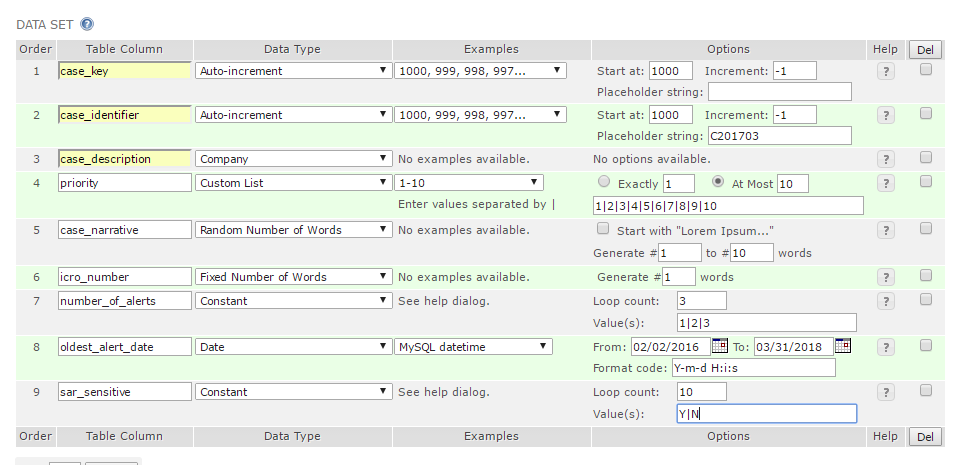 DATA SET ?
Order Table Column Data Type Examples Options Help Del
1 case_key Auto-increment 1000, 999, 998, 997... Start at: 1000 Increment: -1 ?
Placeholder string:
2 case_identifier Auto-increment 1000, 999, 998, 997... Start at: 1000 Increment: -1 ?
Placeholder string: C201703
3 case_description Company No examples available. No options available. ?
4 priority Custom List 1-10 Exactly 1 At Most 10 ?
Enter values separated by | 1|2|3|4|5|6|7|8|9|10
5 case_narrative Random Number of Words No examples available. Start with "Lorem Ipsum..." ?
Generate # 1 to # 10 words
6 icro_number Fixed Number of Words No examples available. Generate # 1 words ?
7 number_of_alerts Constant See help dialog. Loop count: 3 ?
Value(s): 1|2|3
8 oldest_alert_date Date MySQL datetime From: 02/02/2016 To: 03/31/2018 ?
Format code: Y-m-d H:i:s
9 sar_sensitive Constant See help dialog. Loop count: 10 ?
Value(s): Y|N
Order Table Column Data Type Examples Options Help Del